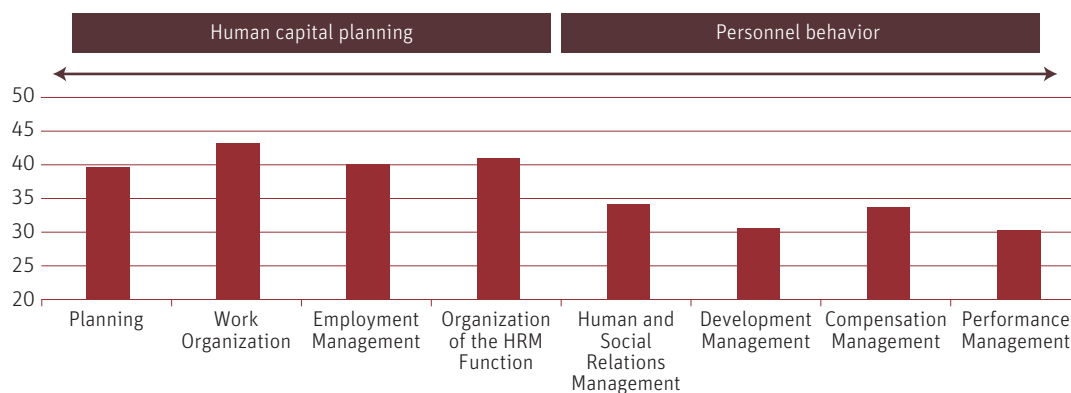 Human capital planning
Personnel behavior
50
45
40
35
30
25
20
Planning
Work
Organization
Employment
Management
Organization
of the HRM
Function
Human and
Social
Relations
Management
Development
Management
Compensation
Management
Performance
Management